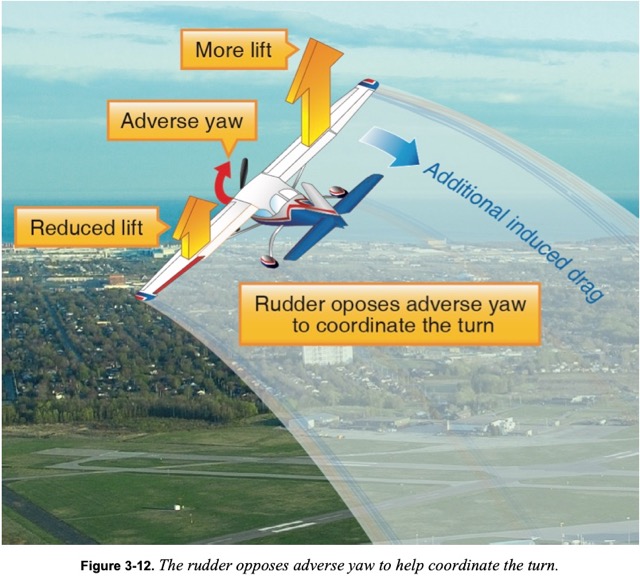 More lift
Adverse yaw
Reduced lift
Additional induced drag
Rudder oposes adverse yaw
to coordinate the turn
Figure 3-12. The rudder opposes adverse yaw to help coordinate the turn.